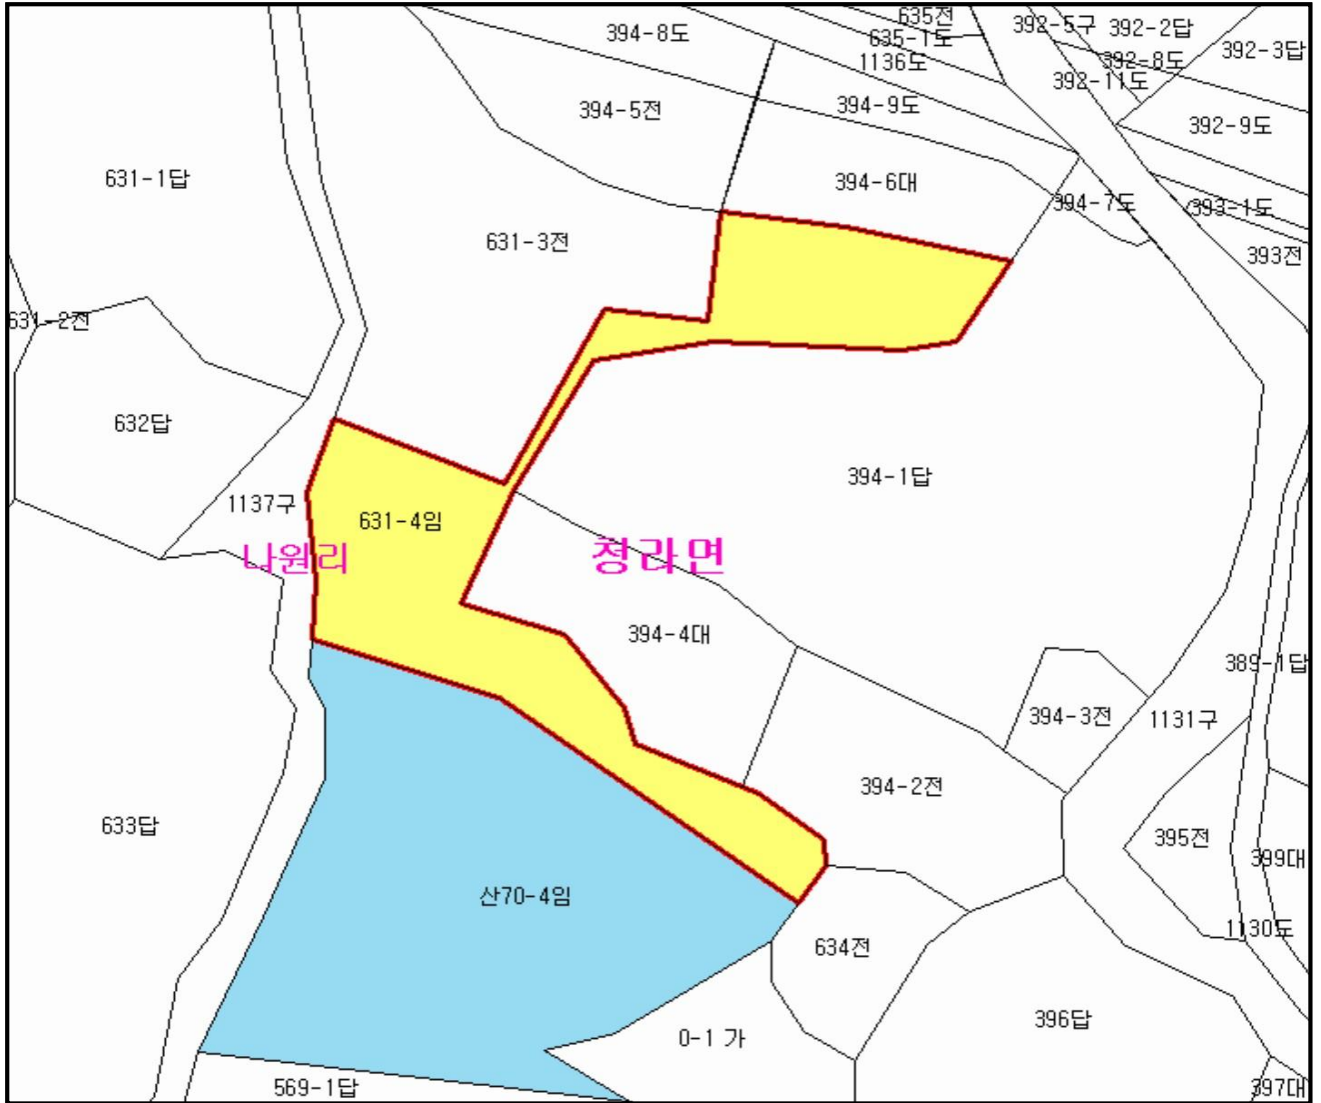 635전
392-5구
392-2답
394-8도
635-1도
392-3답
1136도
392-8도
392-11도
394-5전
394-9도
392-9도
631-1답
394-6대
394-7도
393-1도
631-3전
393전
631-2전
632답
394-1답
1137구
631-4임
나원리
청라면
394-4대
389-1답
394-3전
1131구
394-2전
633답
395전
399대
산70-4임
1130도
634전
396답
0-1 가
569-1답
397대